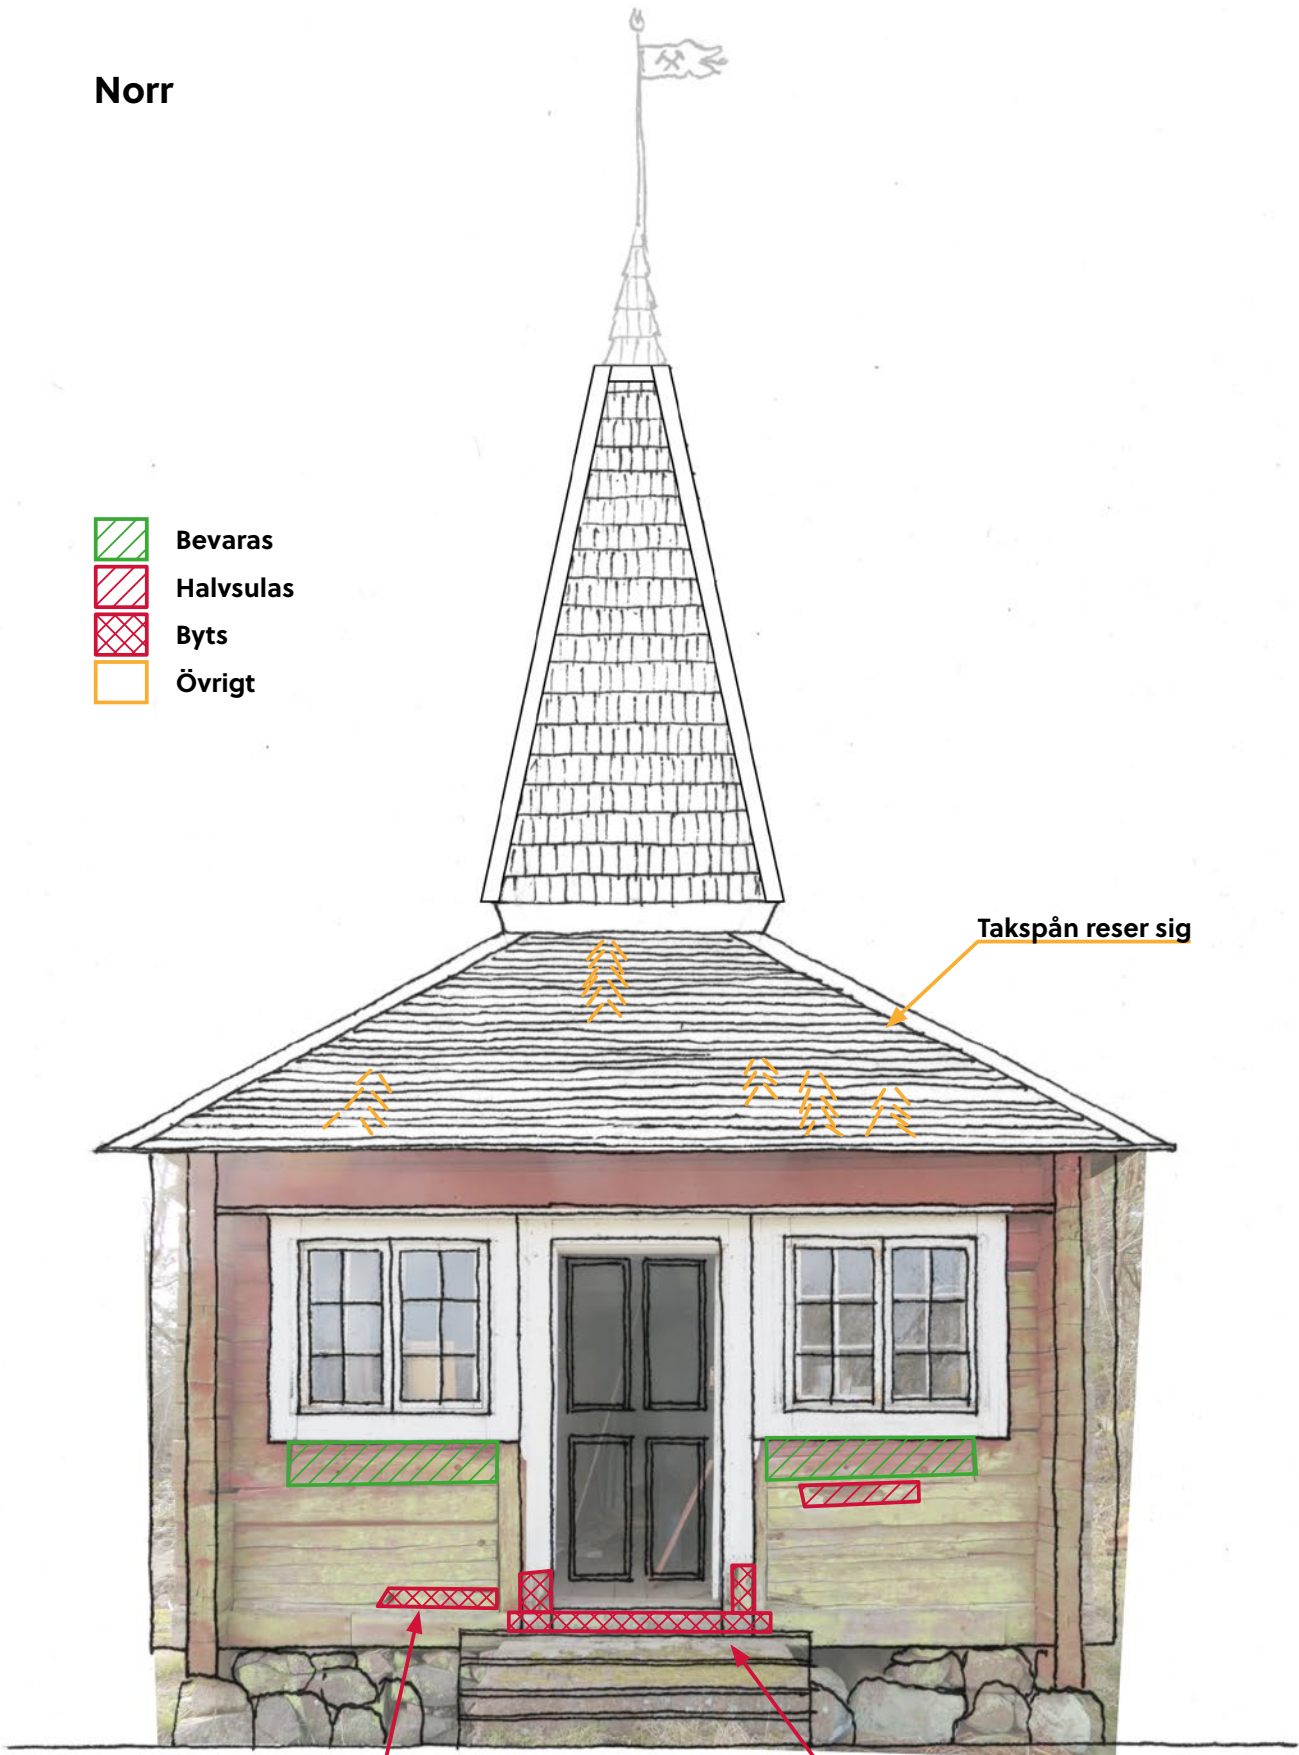 Norr
Bevaras
Halvsulas
Byts
Övrigt
Takspån reser sig